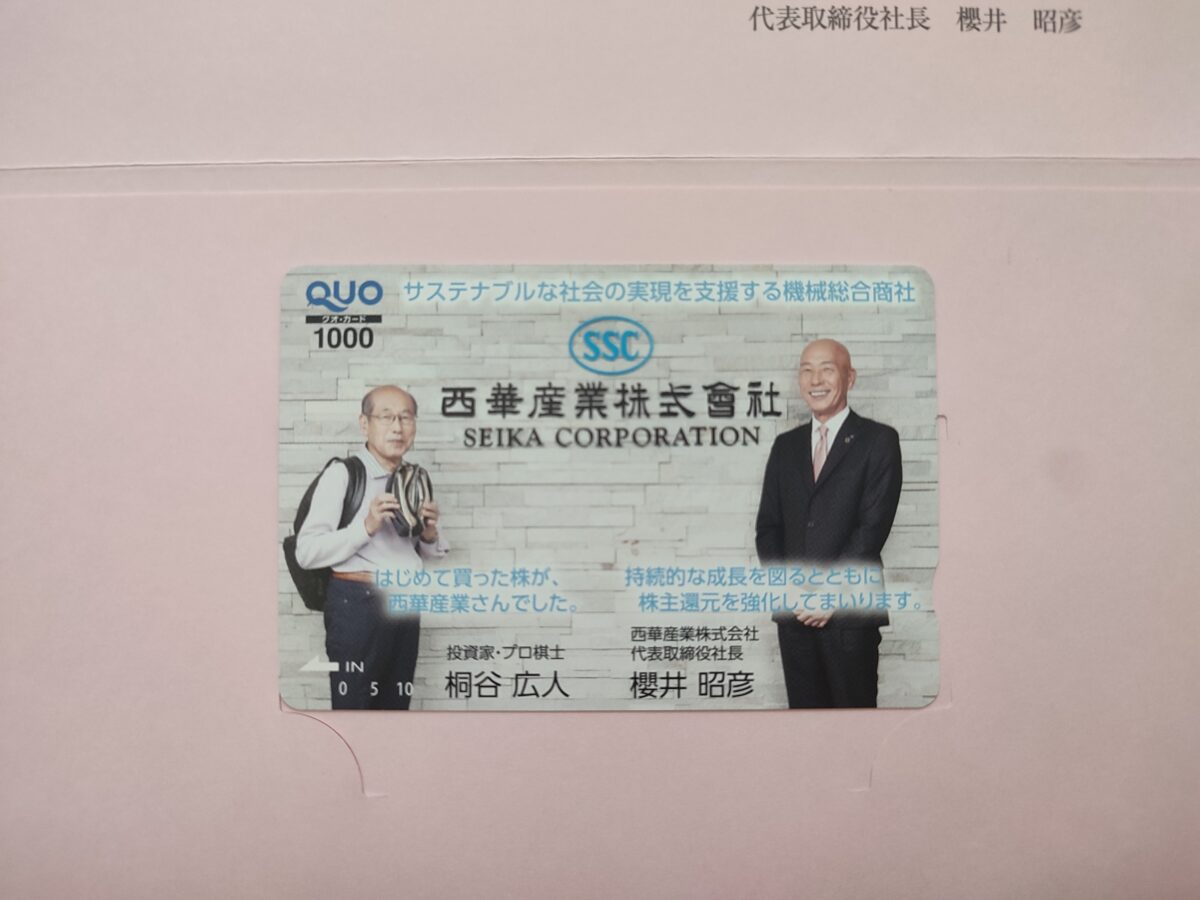 代表取締役社長 櫻井 昭彦
QUO
クオ・カード
1000
サステナブルな社会の実現を支援する機械総合商社
SSC
西華産業株式會社
SEIKA CORPORATION
はじめて買った株が、
西華産業さんでした。
持続的な成長を図るとともに
株主還元を強化してまいります。
投資家・プロ棋士
桐谷 広人
西華産業株式会社
代表取締役社長
櫻井 昭彦
IN
0 5 10